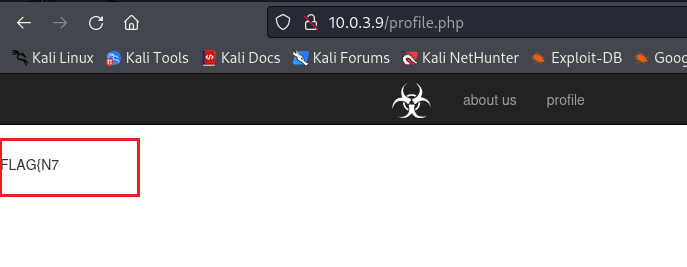 10.0.3.9/profile.php
Kali Linux Kali Tools Kali Docs Kali Forums Kali NetHunter Exploit-DB Goog
about us profile
FLAG{N7